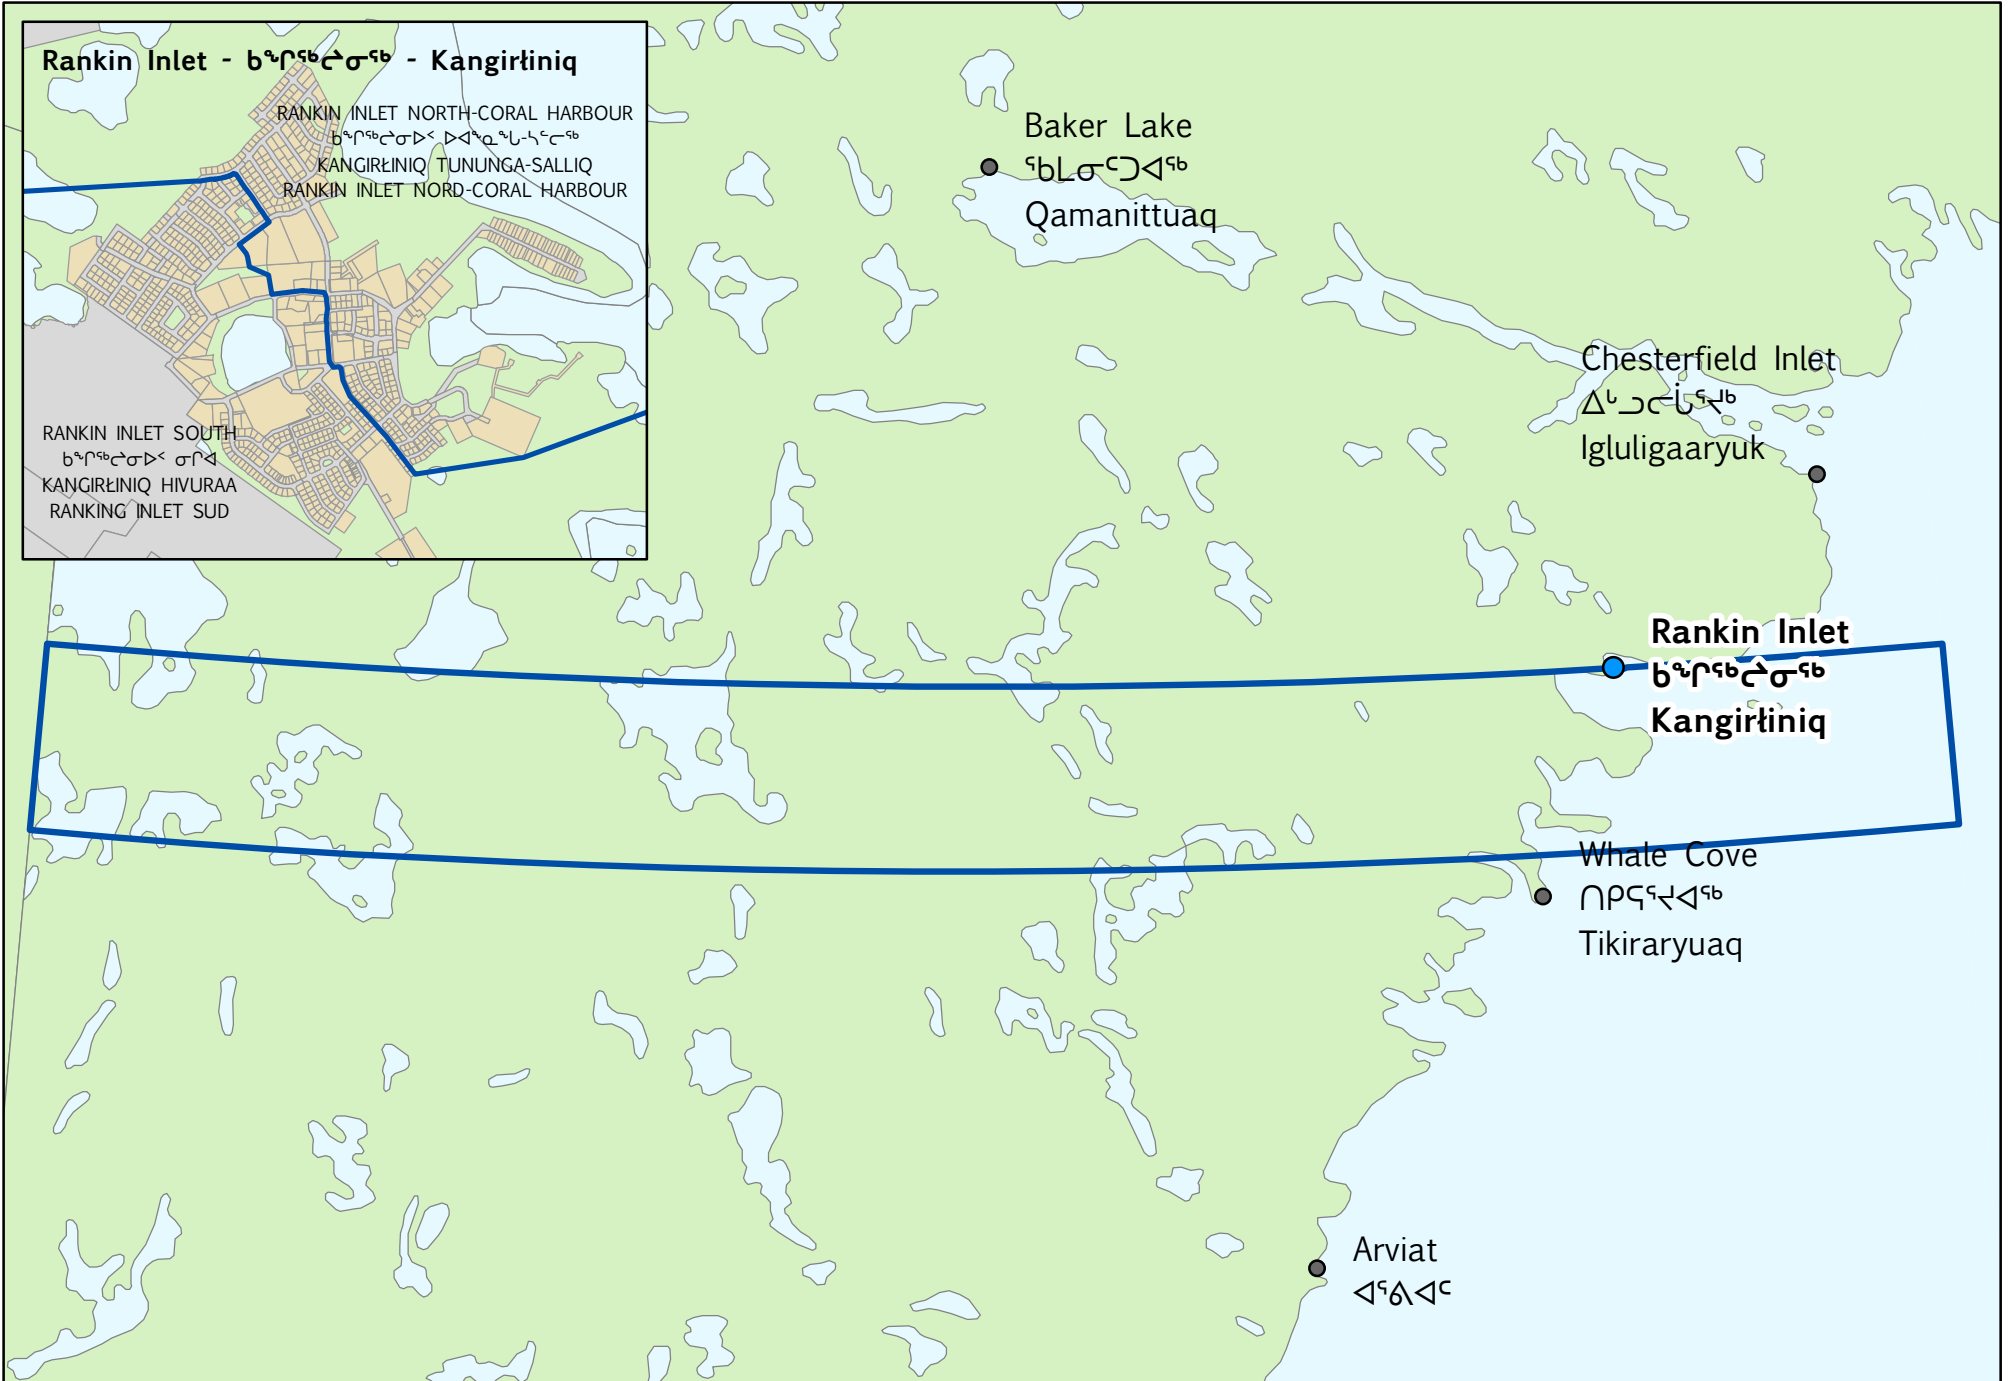 Rankin Inlet - ᑲᖏᖅᖠᓂᖅ - Kangirłiniq
RANKIN INLET NORTH-CORAL HARBOUR
ᑲᖏᖅᖠᓂᐅᑉ ᐅᐊᖕᓇᖓ-ᓴᓪᓕᖅ
KANGIRŁINIQ TUNUNGA-SALLIQ
RANKIN INLET NORD-CORAL HARBOUR
RANKIN INLET SOUTH
ᑲᖏᖅᖠᓂᐅᑉ ᓂᒋᐊ
KANGIRŁINIQ HIVURAA
RANKING INLET SUD
Baker Lake
ᖃᒪᓂᑦᑐᐊᖅ
Qamanittuaq
Chesterfield Inlet
ᐃᒡᓗᓕᒑᕐᔪᒃ
Igluligaaryuk
Rankin Inlet
ᑲᖏᖅᖠᓂᖅ
Kangirłiniq
Whale Cove
ᑎᑭᕋᕐᔪᐊᖅ
Tikiraryuaq
Arviat
ᐊᕐᕕᐊᑦ